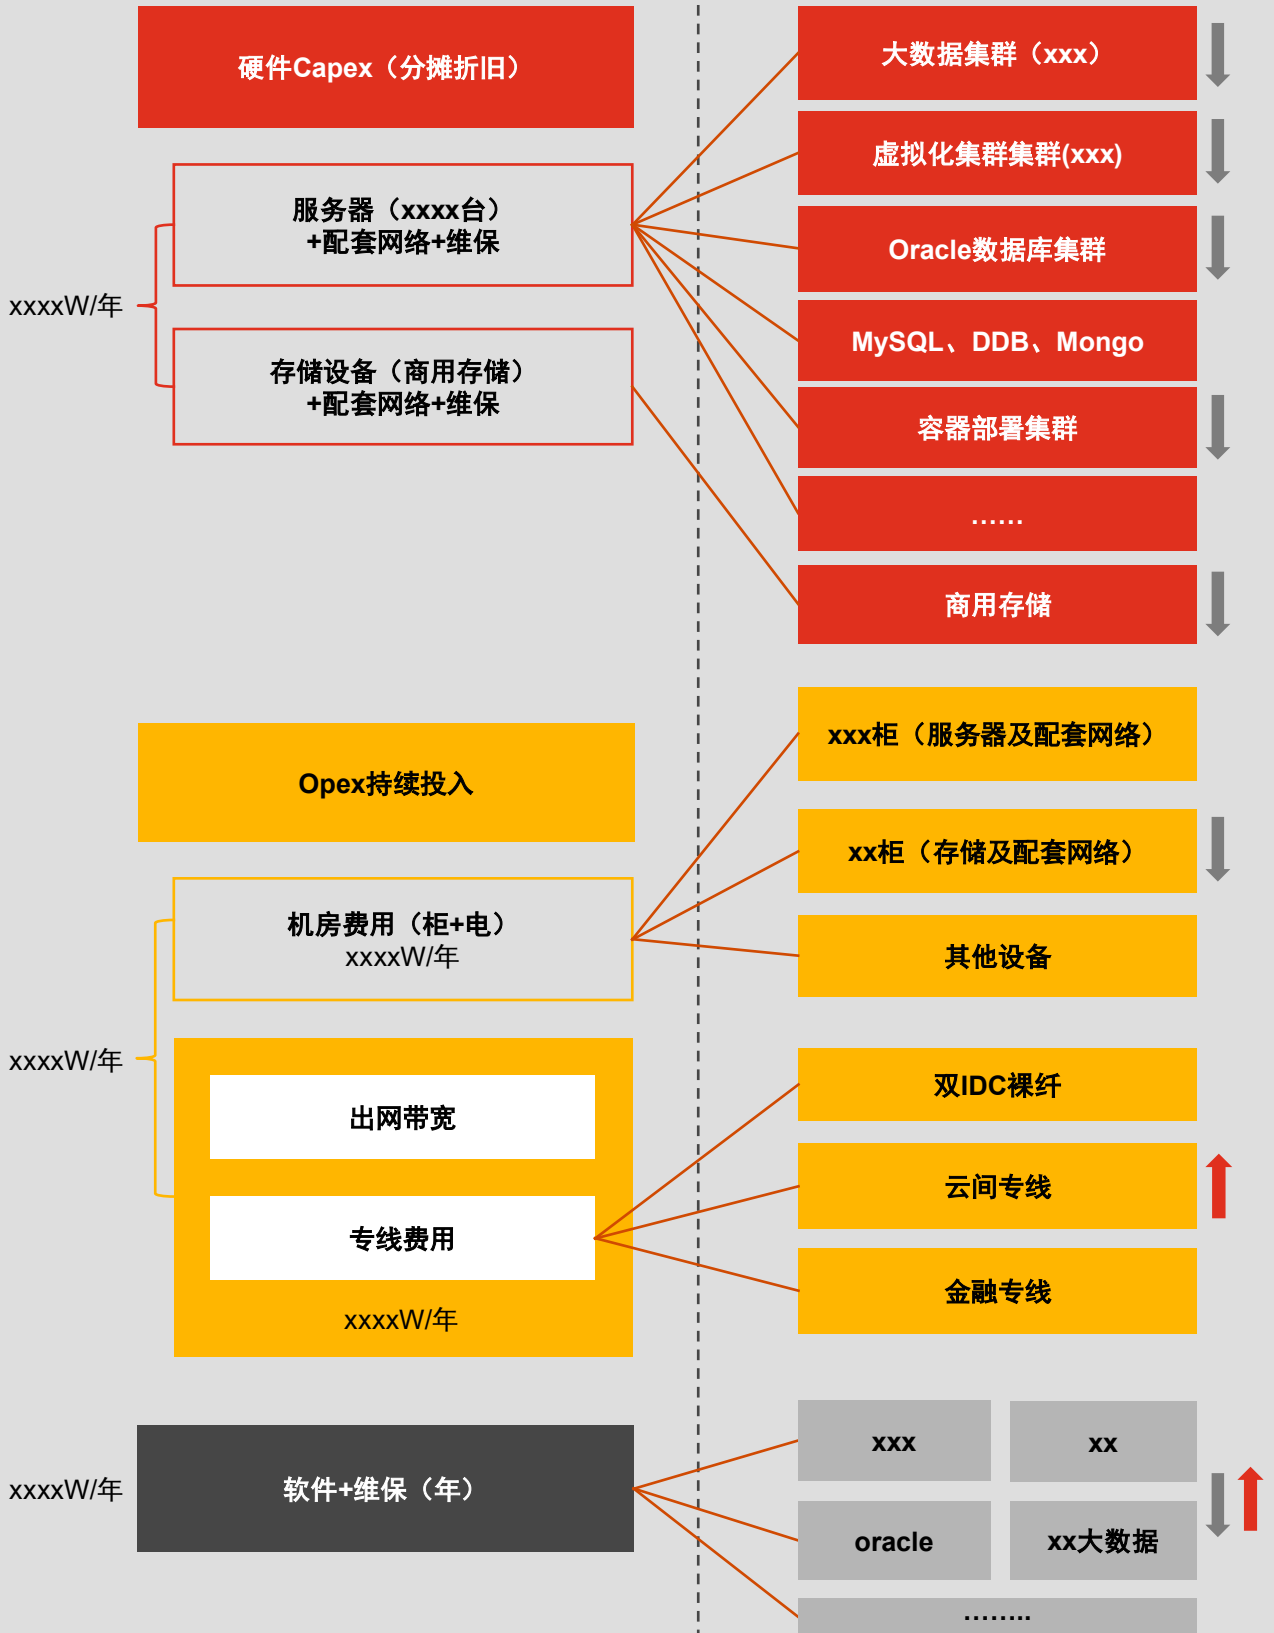 硬件Capex（分摊折旧）
服务器（xxxx台）
+配套网络+维保
xxxxW/年
存储设备（商用存储）
+配套网络+维保
大数据集群（xxx）
虚拟化集群集群(xxx)
Oracle数据库集群
MySQL、DDB、Mongo
容器部署集群
……
商用存储
Opex持续投入
机房费用（柜+电）
xxxxW/年
xxxxW/年
出网带宽
专线费用
xxxxW/年
xxx柜（服务器及配套网络）
xx柜（存储及配套网络）
其他设备
双IDC裸纤
云间专线
金融专线
xxxxW/年
软件+维保（年）
xxx
xx
oracle
xx大数据
……..